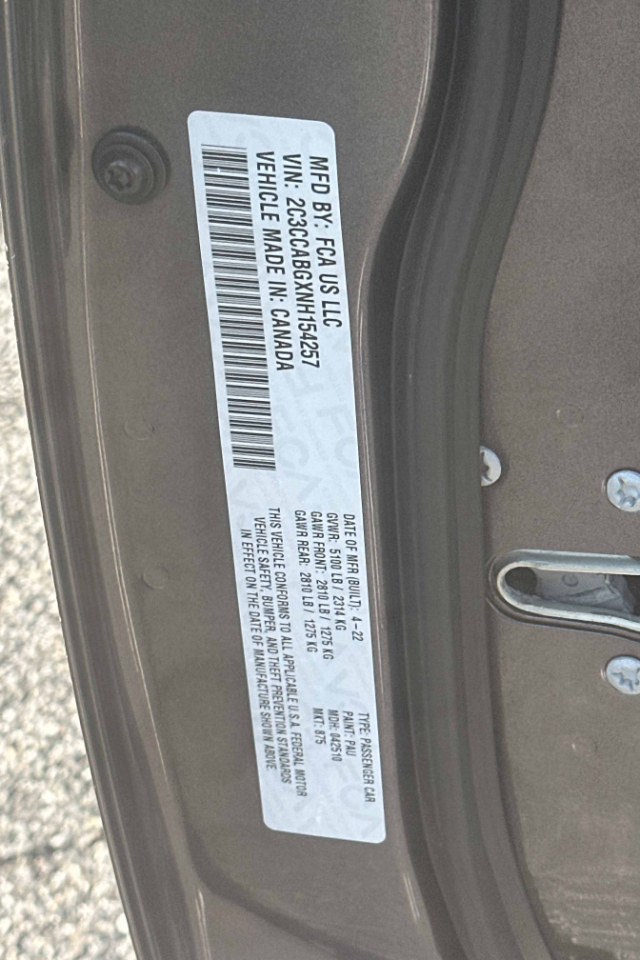 MFD BY: FCA US LLC
VIN: 2C3CCABGXNH154257
VEHICLE MADE IN: CANADA
DATE OF MFR (BUILT): 4-22
GVWR: 5100 LB / 2314 KG
GAWR FRONT: 2810 LB / 1275 KG
GAWR REAR: 2810 LB / 1275 KG
TYPE: PASSENGER CAR
PAINT: PAU
MDH: 042510
MKT: 875
THIS VEHICLE CONFORMS TO ALL APPLICABLE U.S.A. FEDERAL MOTOR
VEHICLE SAFETY, BUMPER, AND THEFT PREVENTION STANDARDS
IN EFFECT ON THE DATE OF MANUFACTURE SHOWN ABOVE.